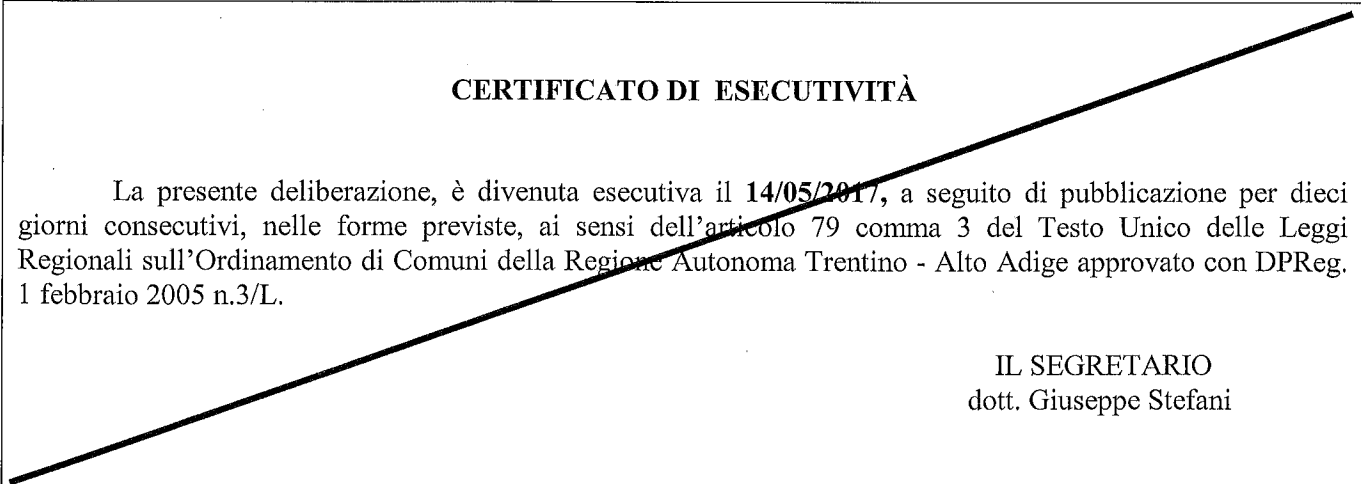 CERTIFICATO DI ESECUTIVITÀ
La presente deliberazione, è divenuta esecutiva il 14/05/2017, a seguito di pubblicazione per dieci
giorni consecutivi, nelle forme previste, ai sensi dell'articolo 79 comma 3 del Testo Unico delle Leggi
Regionali sull'Ordinamento di Comuni della Regione Autonoma Trentino - Alto Adige approvato con DPReg.
1 febbraio 2005 n.3/L.
IL SEGRETARIO
dott. Giuseppe Stefani